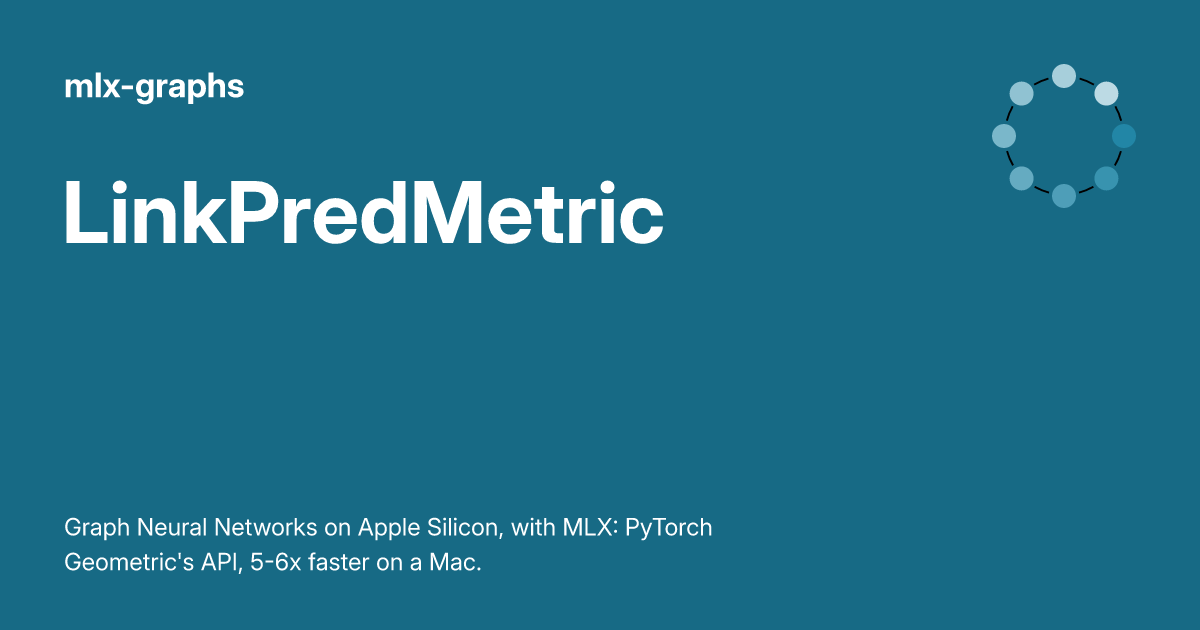 mlx-graphs
LinkPredMetric
Graph Neural Networks on Apple Silicon, with MLX: PyTorch
Geometric's API, 5-6x faster on a Mac.